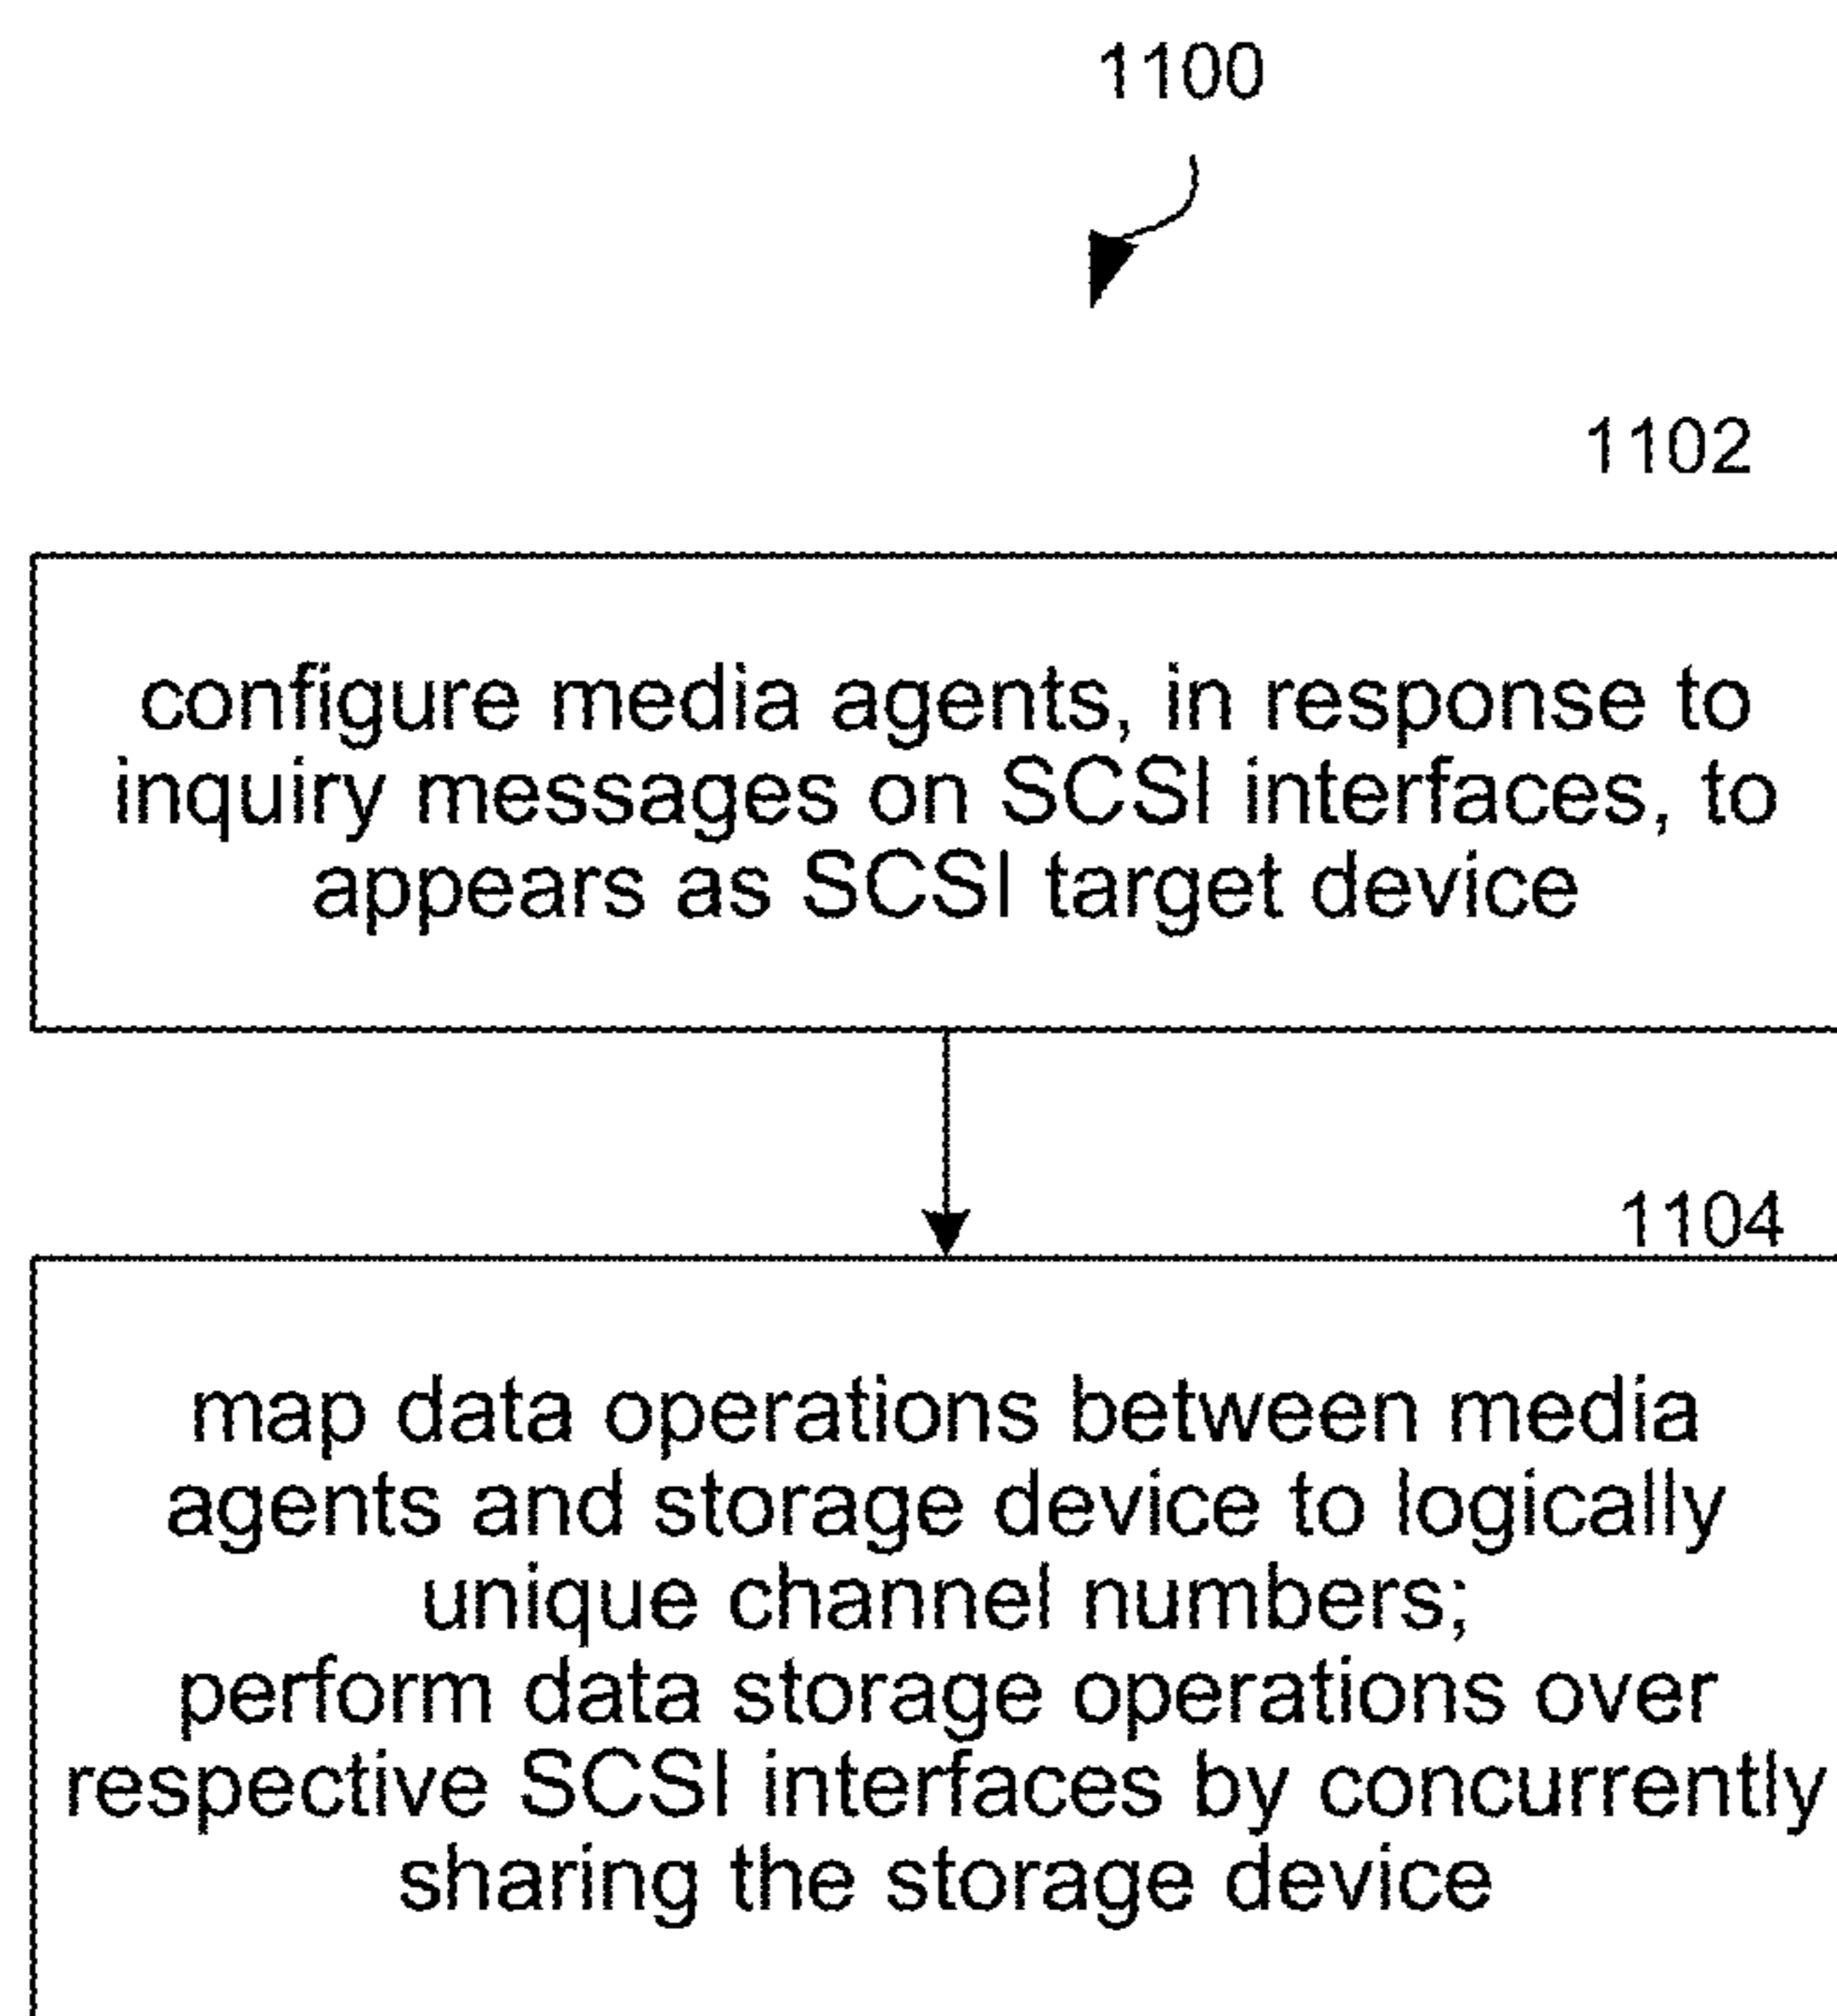 1100
1102
configure media agents, in response to
inquiry messages on SCSI interfaces, to
appears as SCSI target device
1104
map data operations between media
agents and storage device to logically
unique channel numbers;
perform data storage operations over
respective SCSI interfaces by concurrently
sharing the storage device